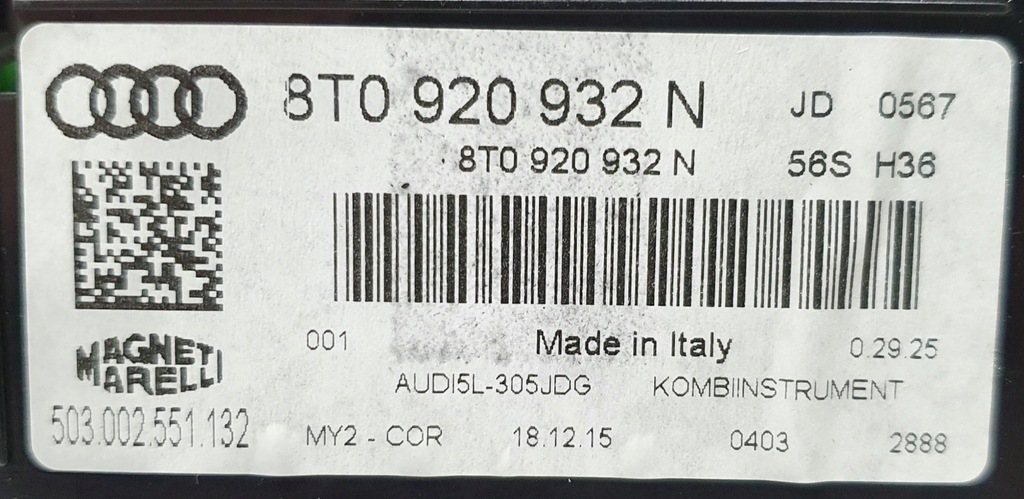 8T0 920 932 N JD 0567
8T0 920 932 N 56S H36
001 Made in Italy 0.29.25
MAGNETI
MARELLI
AUDI5L-305JDG KOMBIINSTRUMENT
503.002.551.132
MY2 - COR 18.12.15 0403 2888